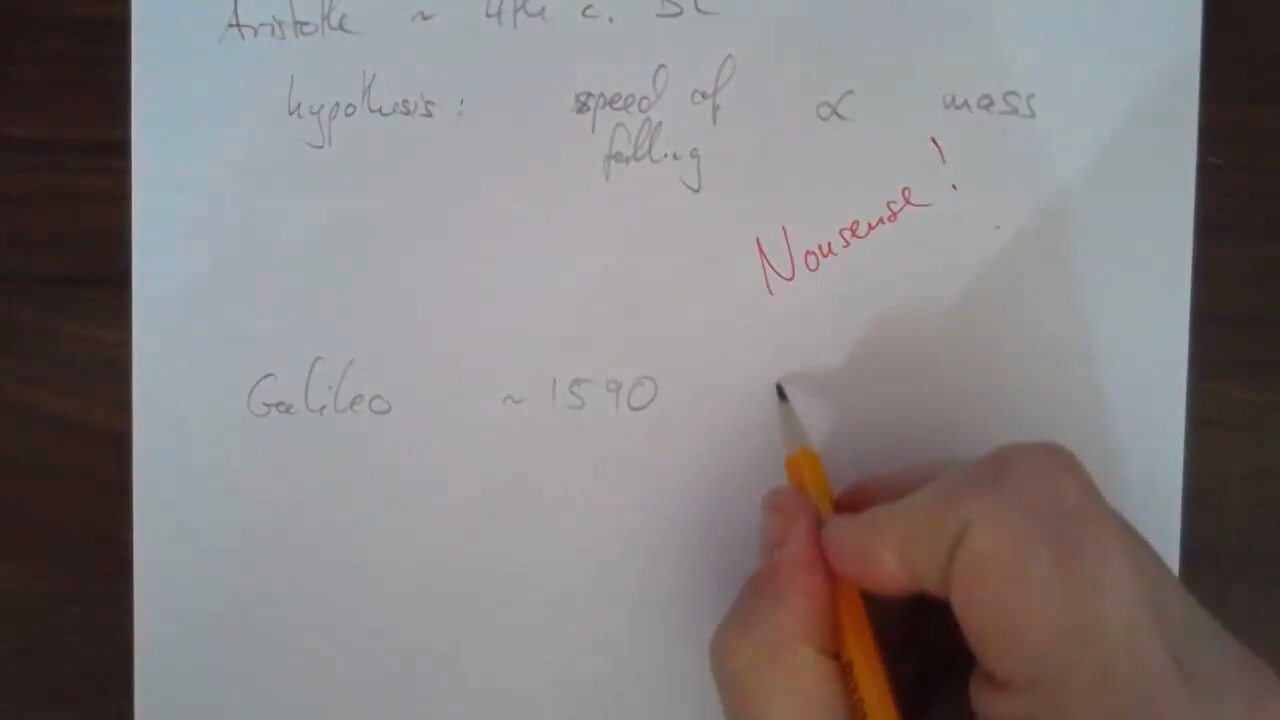 Aristotle ~ 4th c. BC
hypothesis: speed of ∝ mass
falling
Nonsense!
Galileo ~1590